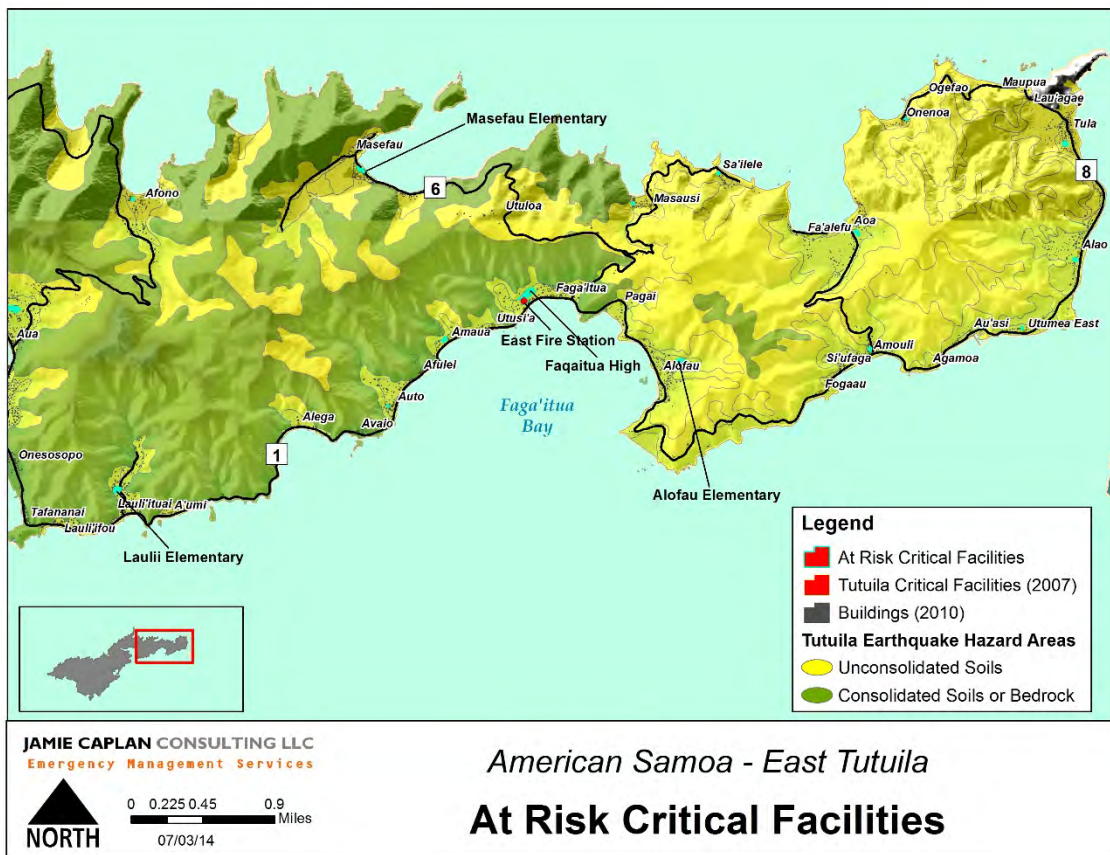 Maupua
Ogefao
Lau'agae
Onenoa
Tula
Masefau Elementary
Masefau
Sa'ilele
6
8
Afono
Masausi
Utuloa
Fa'alefu
Aoa
Alao
Faga'itua
Pagai
Aua
Utusi'a
Au'asi
Utumea East
Amaua
East Fire Station
Amouli
Afulei
Faqaitua High
Alofau
Si'ufaga
Agamoa
Fogaau
Auto
Faga'itua
Bay
Alega
Avaio
Onesosopo
1
Alofau Elementary
Lauli'ituai
A'umi
Tafananai
Lauli'ifou
Laulii Elementary
Legend
At Risk Critical Facilities
Tutuila Critical Facilities (2007)
Buildings (2010)
Tutuila Earthquake Hazard Areas
Unconsolidated Soils
Consolidated Soils or Bedrock
JAMIE CAPLAN CONSULTING LLC
Emergency Management Services
NORTH
0 0.225 0.45 0.9
Miles
07/03/14
American Samoa - East Tutuila
At Risk Critical Facilities